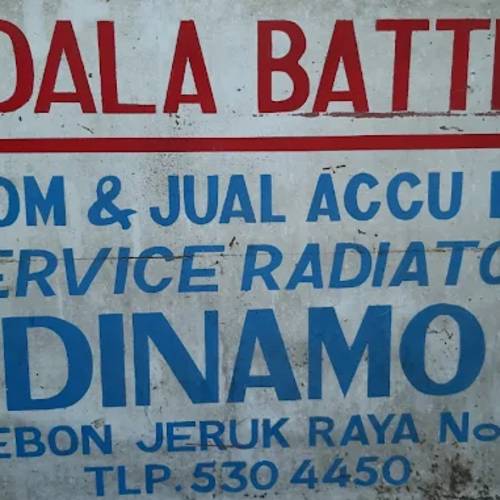 DALA BATT
OM & JUAL ACCU
ERVICE RADIATO
DINAMO
EBON JERUK RAYA No
TLP. 530 4450